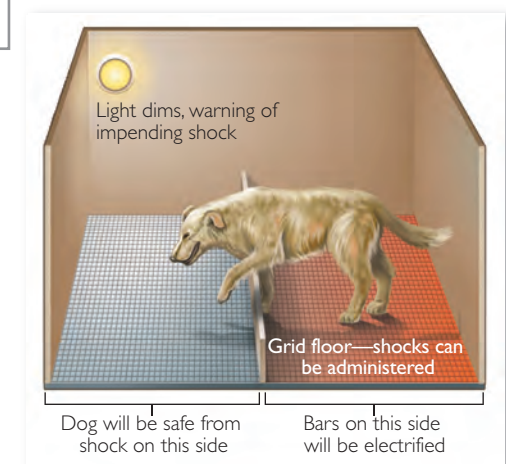 Light dims, warning of
impending shock
Grid floor—shocks can
be administered
Dog will be safe from
shock on this side
Bars on this side
will be electrified